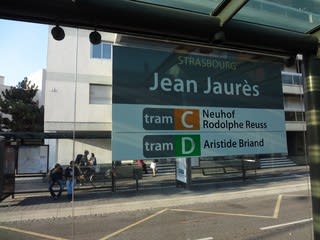 STRASBOURG
Jean Jaurès
tram C Neuhof
Rodolphe Reuss
tram D Aristide Briand